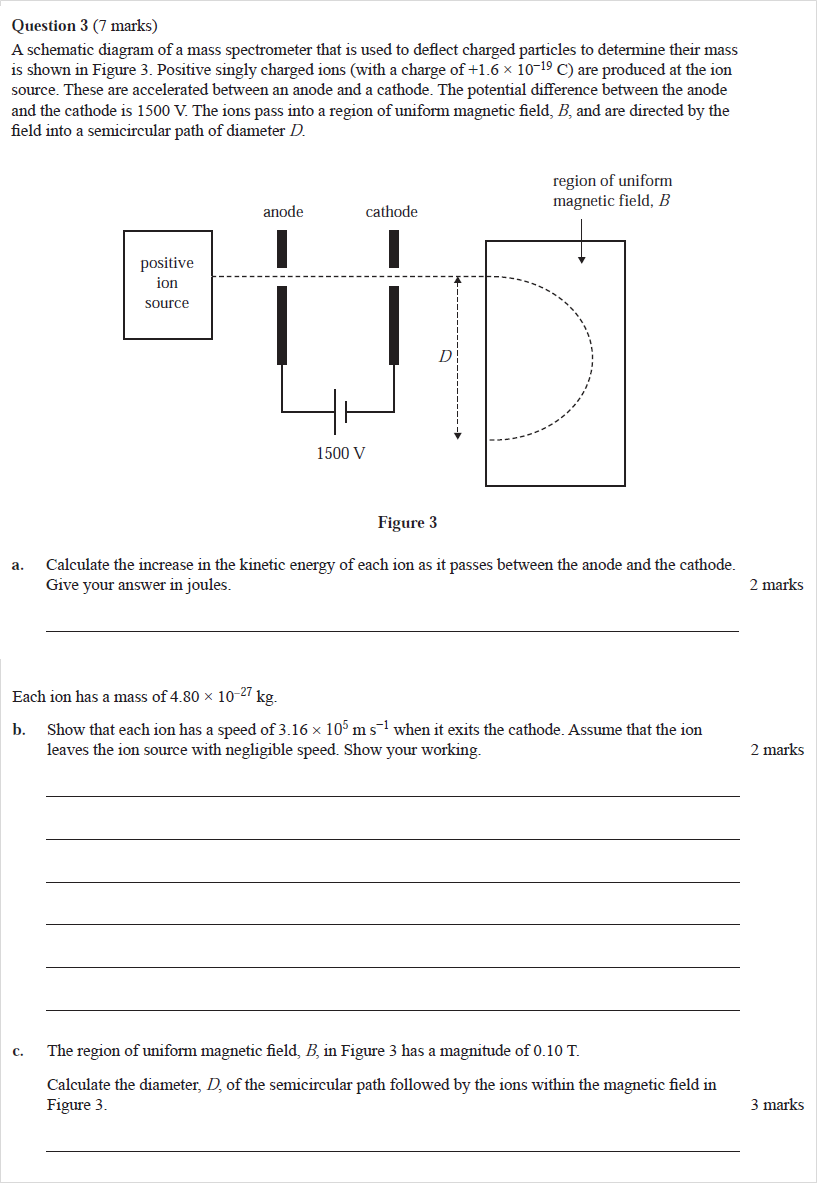 Question 3 (7 marks)
A schematic diagram of a mass spectrometer that is used to deflect charged particles to determine their mass
is shown in Figure 3. Positive singly charged ions (with a charge of +1.6 × 10⁻¹⁹ C) are produced at the ion
source. These are accelerated between an anode and a cathode. The potential difference between the anode
and the cathode is 1500 V. The ions pass into a region of uniform magnetic field, B, and are directed by the
field into a semicircular path of diameter D.
region of uniform
magnetic field, B
anode
cathode
positive
ion
source
D
1500 V
Figure 3
a. Calculate the increase in the kinetic energy of each ion as it passes between the anode and the cathode.
Give your answer in joules. 2 marks
Each ion has a mass of 4.80 × 10⁻²⁷ kg.
b. Show that each ion has a speed of 3.16 × 10⁵ m s⁻¹ when it exits the cathode. Assume that the ion
leaves the ion source with negligible speed. Show your working. 2 marks
c. The region of uniform magnetic field, B, in Figure 3 has a magnitude of 0.10 T.
Calculate the diameter, D, of the semicircular path followed by the ions within the magnetic field in
Figure 3. 3 marks